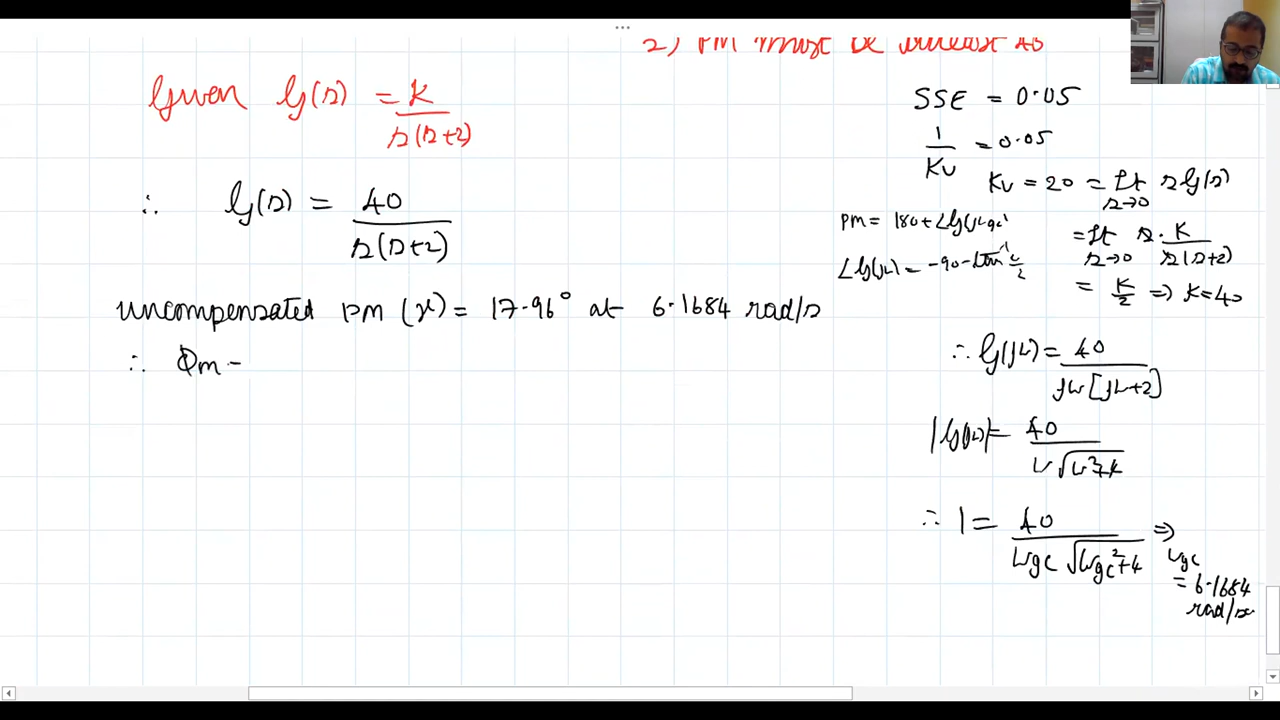 2) PM must be
Given G(s) = K / s(s+2)
∴ G(s) = 40 / s(s+2)
uncompensated PM (γ) = 17.96° at 6.1684 rad/s
∴ Φm -
SSE = 0.05
1/Kv = 0.05
Kv = 20 = Lt s→0 sG(s)
= Lt s→0 s. K / s(s+2)
= K/2 ⇒ K=40
PM = 180+∠G(jωgc)
∠G(jω) = -90-tan⁻¹ ω/2
∴ G(jω) = 40 / jω[jω+2]
|G(jω)| = 40 / ω√ω²+4
∴ 1 = 40 / ωgc √ωgc²+4 ⇒
ωgc
= 6.1684
rad/s